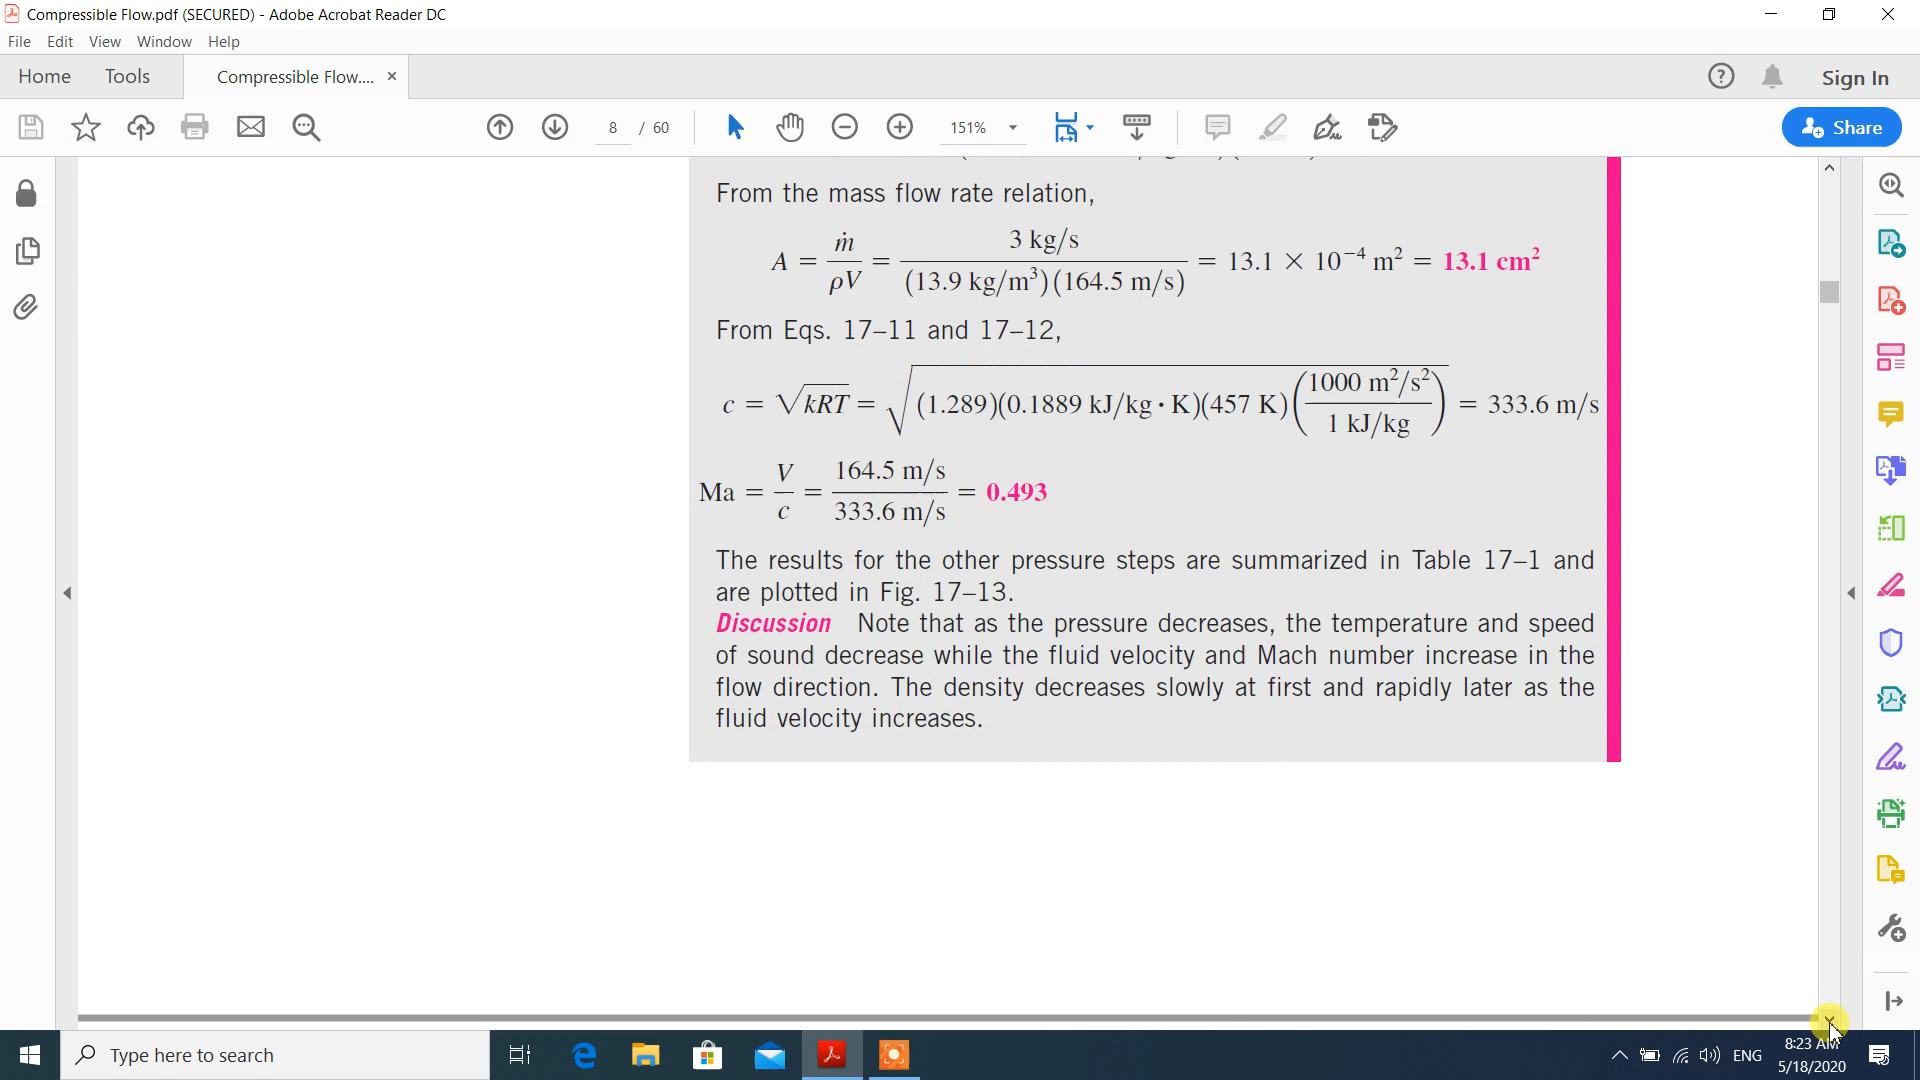 Compressible Flow.pdf (SECURED) - Adobe Acrobat Reader DC
File Edit View Window Help
Home Tools Compressible Flow.... × Sign In
8 / 60 151% Share
From the mass flow rate relation,
A = ṁ/ρV = 3 kg/s / (13.9 kg/m³)(164.5 m/s) = 13.1 × 10⁻⁴ m² = 13.1 cm²
From Eqs. 17–11 and 17–12,
c = √kRT = √(1.289)(0.1889 kJ/kg · K)(457 K)(1000 m²/s² / 1 kJ/kg) = 333.6 m/s
Ma = V/c = 164.5 m/s / 333.6 m/s = 0.493
The results for the other pressure steps are summarized in Table 17–1 and
are plotted in Fig. 17–13.
Discussion Note that as the pressure decreases, the temperature and speed
of sound decrease while the fluid velocity and Mach number increase in the
flow direction. The density decreases slowly at first and rapidly later as the
fluid velocity increases.
Type here to search
ENG
8:23 AM
5/18/2020